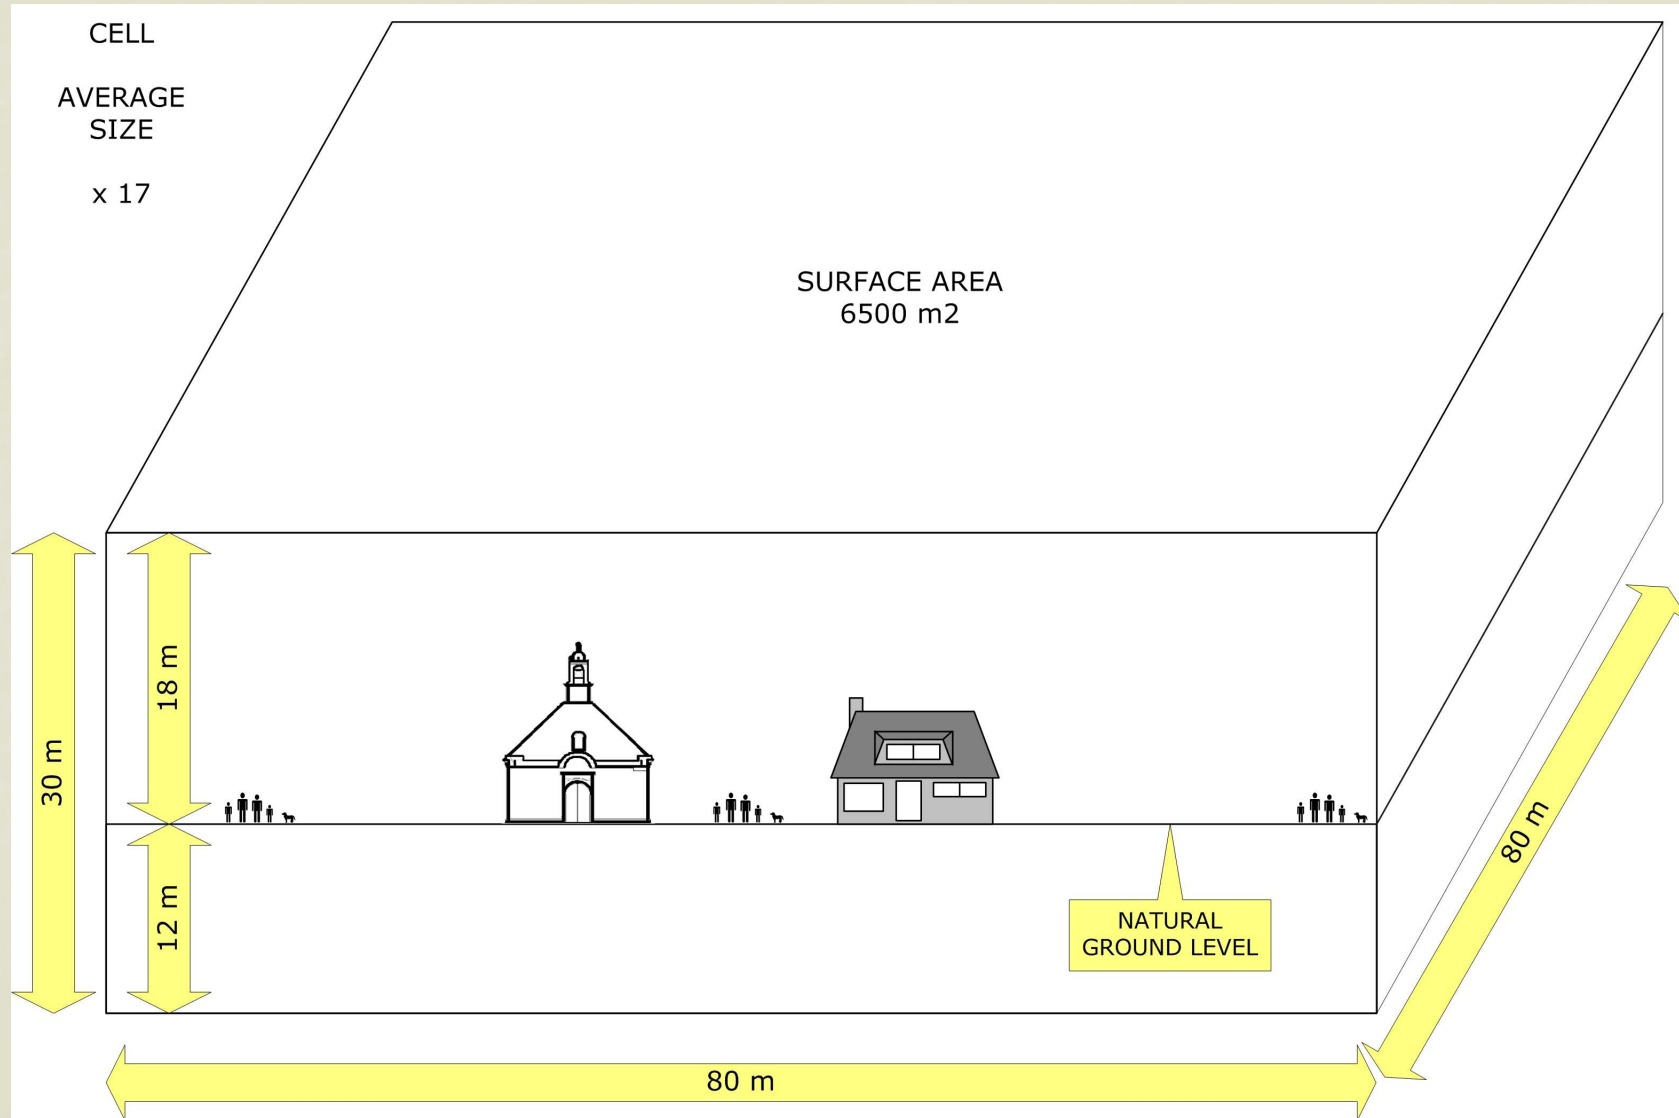 CELL
AVERAGE
SIZE
x 17
SURFACE AREA
6500 m2
18 m
30 m
12 m
NATURAL
GROUND LEVEL
80 m
80 m